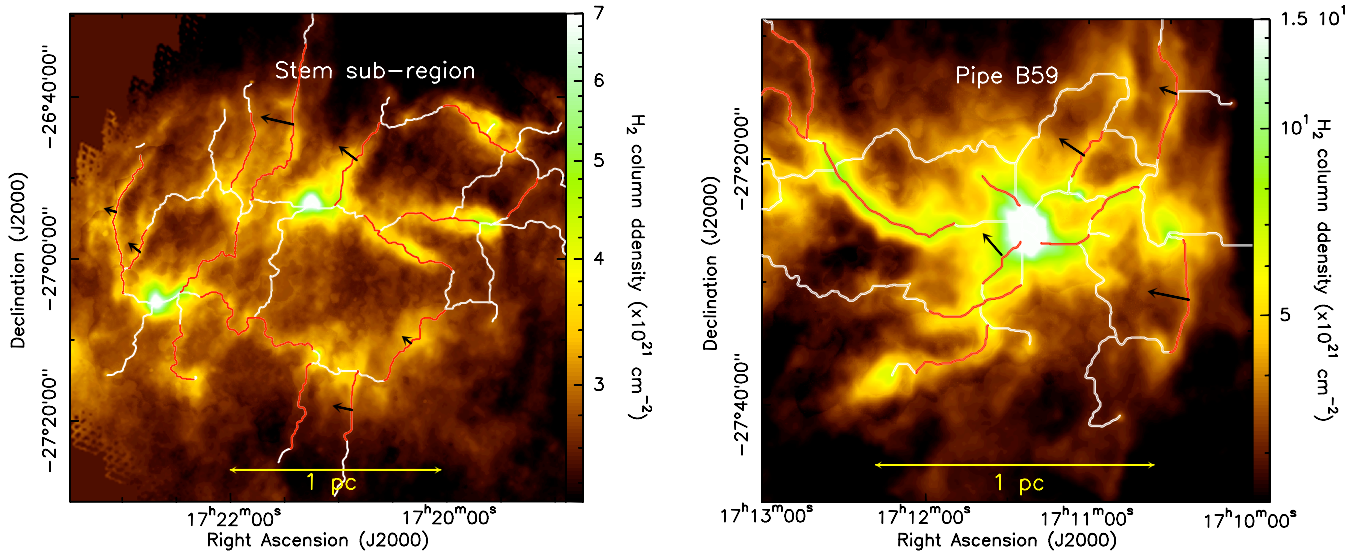 Stem sub-region
1 pc
-26°40'00"
-27°00'00"
-27°20'00"
Declination (J2000)
17h22m00s
17h20m00s
Right Ascension (J2000)
7
6
5
4
3
H2 column ddensity (x10^21 cm^-2)
Pipe B59
1 pc
-27°20'00"
-27°40'00"
Declination (J2000)
17h13m00s
17h12m00s
17h11m00s
17h10m00s
Right Ascension (J2000)
1.5 10^1
10^1
5
H2 column ddensity (x10^21 cm^-2)